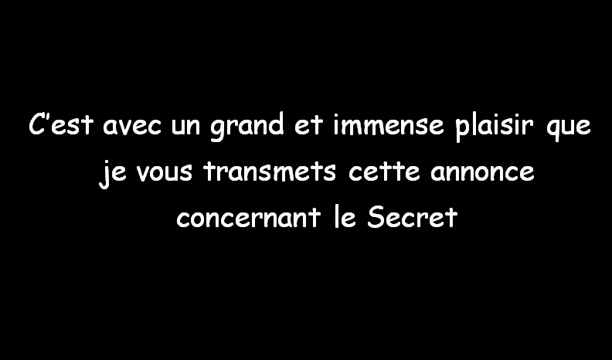 C’est avec un grand et immense plaisir que
je vous transmets cette annonce
concernant le Secret